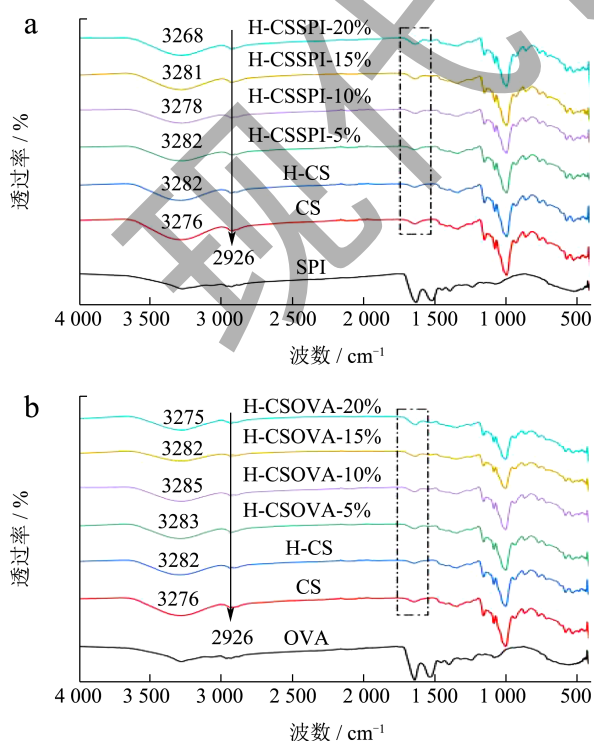 a
3268 H-CSSPI-20%
3281 H-CSSPI-15%
3278 H-CSSPI-10%
3282 H-CSSPI-5%
3282 H-CS
3276 CS
2926 SPI
透过率 / %
4 000 3 500 3 000 2 500 2 000 1 500 1 000 500
波数 / cm⁻¹
b
3275 H-CSOVA-20%
3282 H-CSOVA-15%
3285 H-CSOVA-10%
3283 H-CSOVA-5%
3282 H-CS
3276 CS
2926 OVA
透过率 / %
4 000 3 500 3 000 2 500 2 000 1 500 1 000 500
波数 / cm⁻¹
现代